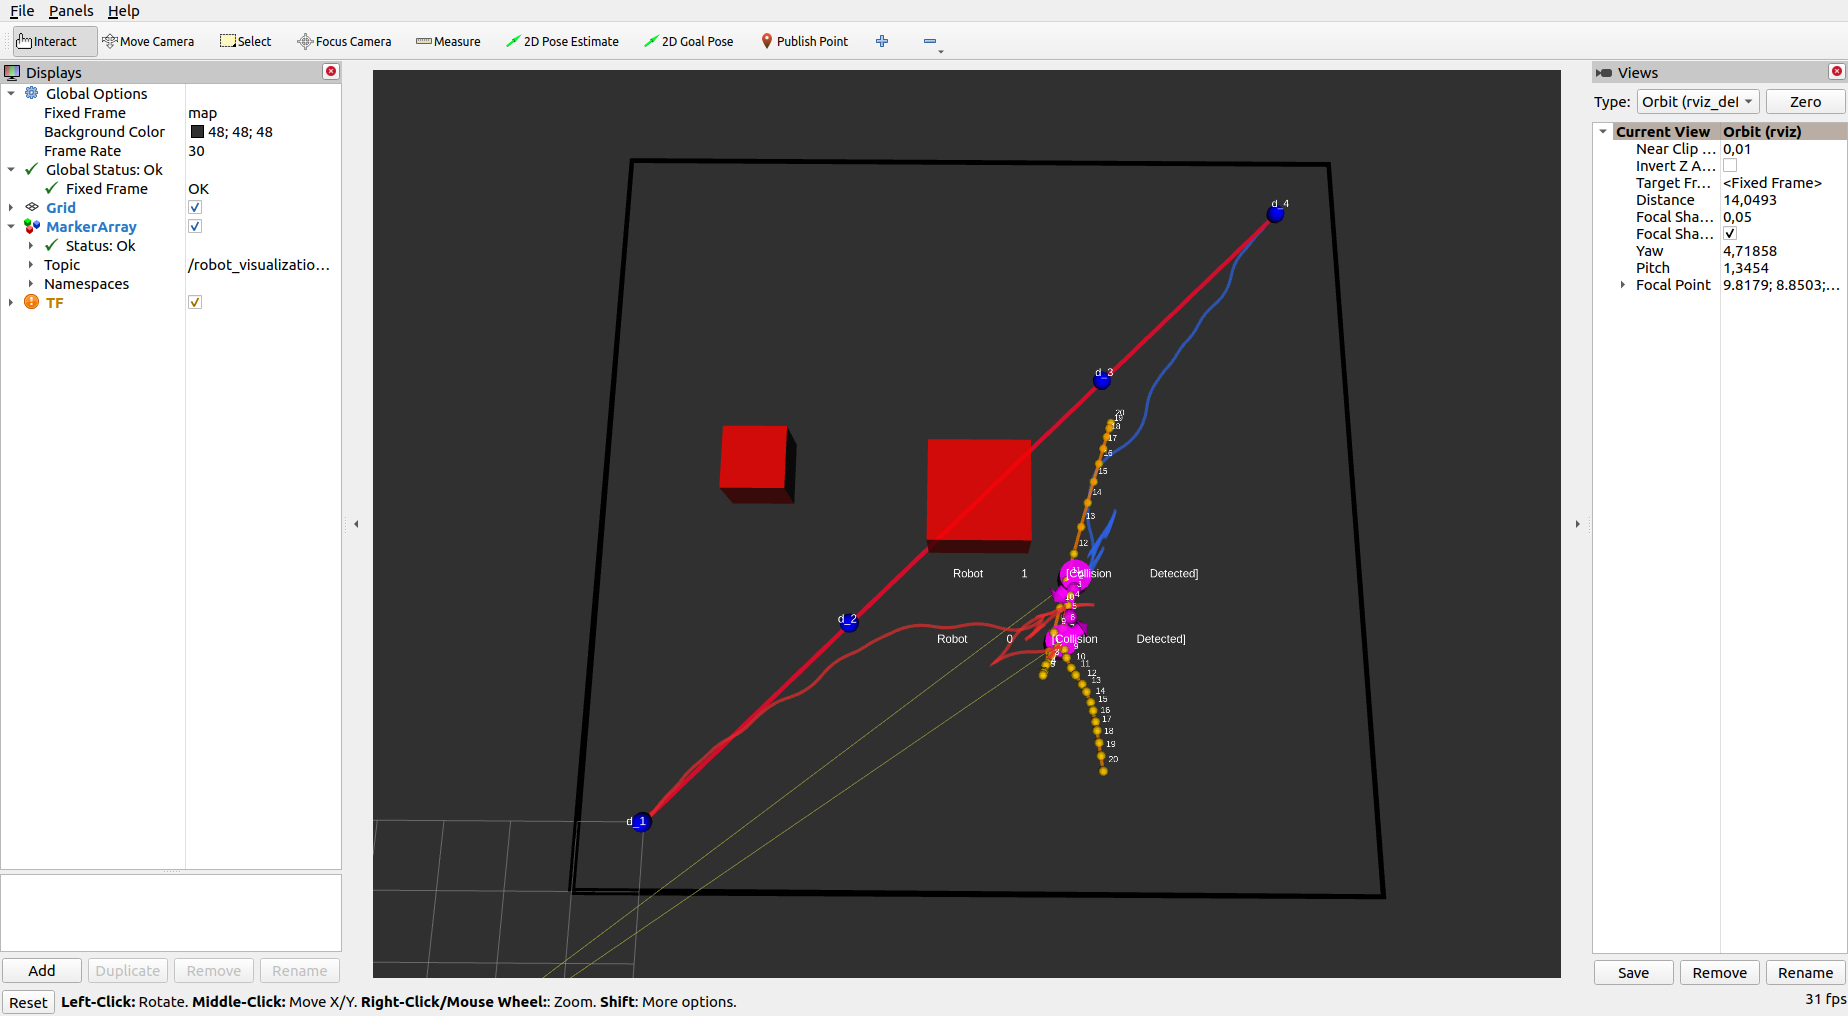 File Panels Help
Interact Move Camera Select Focus Camera Measure 2D Pose Estimate 2D Goal Pose Publish Point
Displays
Global Options
Fixed Frame map
Background Color 48; 48; 48
Frame Rate 30
Global Status: Ok
Fixed Frame OK
Grid
MarkerArray
Status: Ok
Topic /robot_visualizatio...
Namespaces
TF
Add Duplicate Remove Rename
d_4
d_3
20
19
18
17
16
15
14
13
12
Robot 1 [Collision Detected]
10
d_2
Robot 0 [Collision Detected]
9
10
11
12
13
14
15
16
17
18
19
20
d_1
Views
Type: Orbit (rviz_de Zero
Current View Orbit (rviz)
Near Clip ... 0,01
Invert Z A...
Target Fr... <Fixed Frame>
Distance 14,0493
Focal Sha... 0,05
Focal Sha...
Yaw 4,71858
Pitch 1,3454
Focal Point 9.8179; 8.8503;...
Save Remove Rename
Reset Left-Click: Rotate. Middle-Click: Move X/Y. Right-Click/Mouse Wheel:: Zoom. Shift: More options.
31 fps